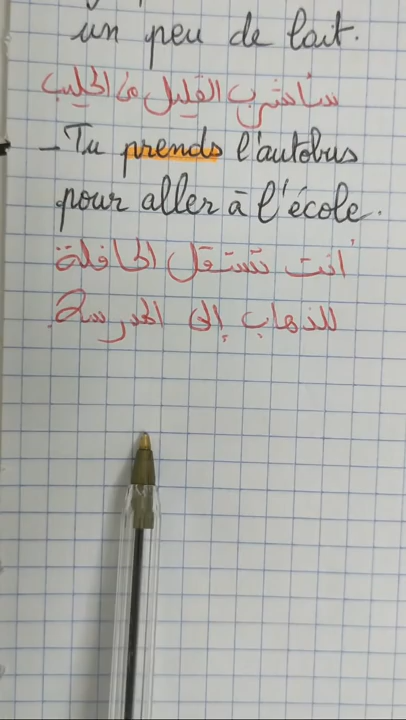 un peu de lait.
سأشرب القليل من الحليب
- Tu prends l'autobus
pour aller à l'école.
أنت تستقل الحافلة
للذهاب إلى المدرسة.